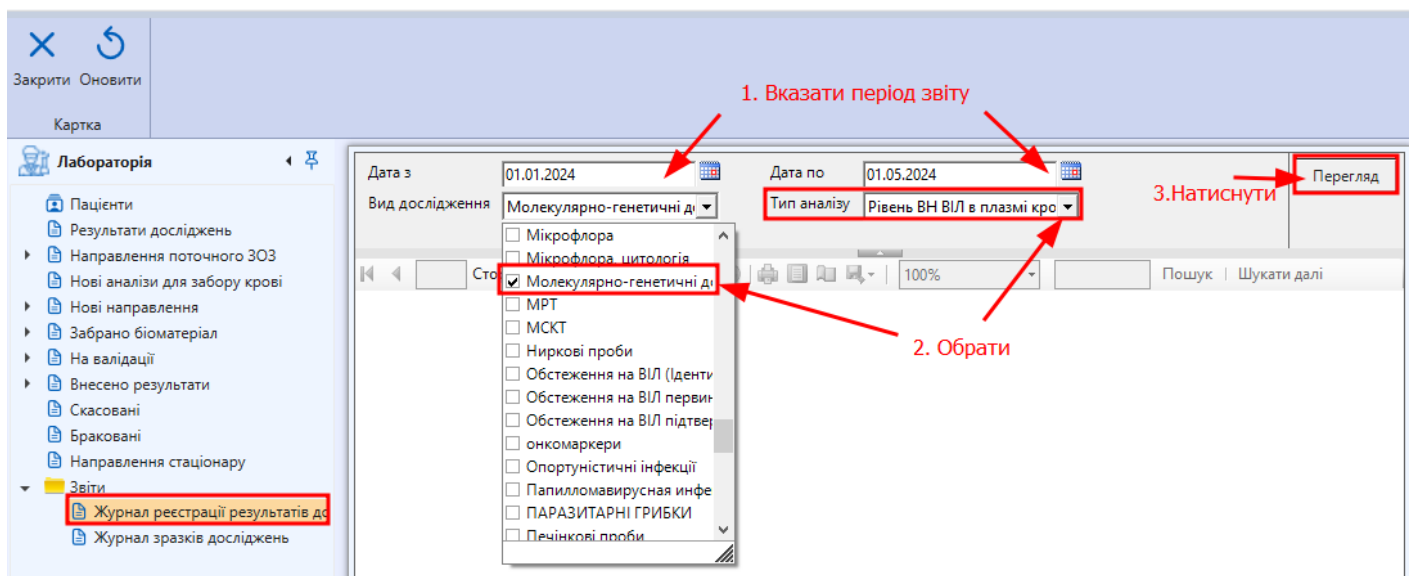 Закрити Оновити
Картка
1. Вказати період звіту
Лабораторія
Пацієнти
Результати досліджень
Направлення поточного ЗОЗ
Нові аналізи для забору крові
Нові направлення
Забрано біоматеріал
На валідації
Внесено результати
Скасовані
Браковані
Направлення стаціонару
Звіти
Журнал реєстрації результатів до
Журнал зразків досліджень
Дата з 01.01.2024 Дата по 01.05.2024
Вид дослідження Молекулярно-генетичні д Тип аналізу Рівень ВН ВІЛ в плазмі кро
3.Натиснути
Перегляд
Сто 100% Пошук Шукати далі
Мікрофлора
Мікрофлора, цитологія
Молекулярно-генетичні д
МРТ
МСКТ
Ниркові проби
Обстеження на ВІЛ (Іденти
Обстеження на ВІЛ первин
Обстеження на ВІЛ підтвер
онкомаркери
Опортуністичні інфекції
Папилломавирусная инфе
ПАРАЗИТАРНІ ГРИБКИ
Печінкові проби
2. Обрати